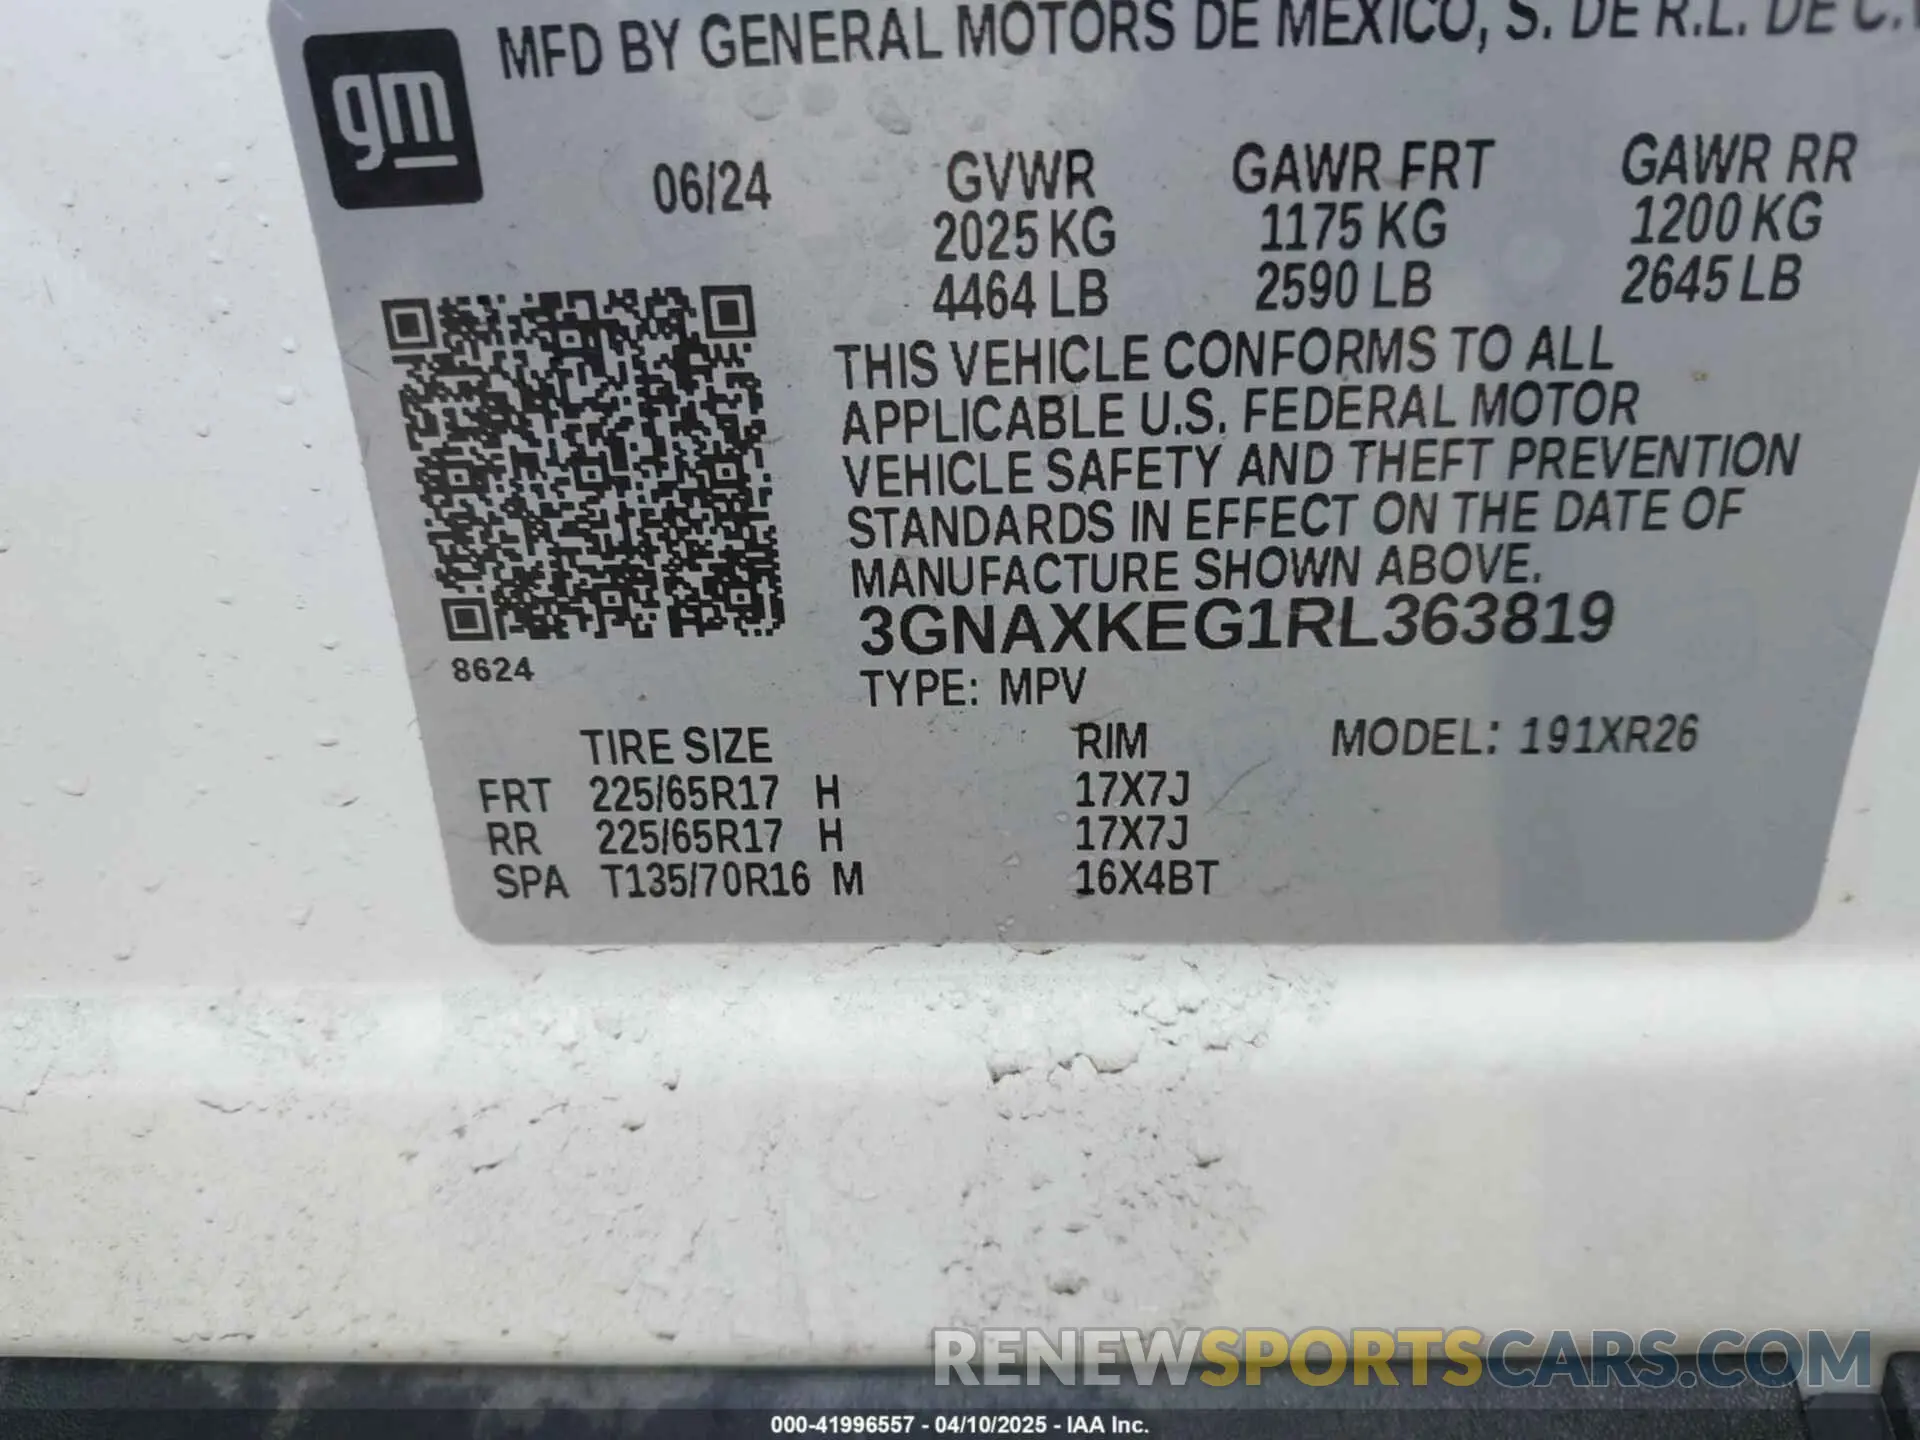 gm
MFD BY GENERAL MOTORS DE MEXICO, S. DE R.L. DE C.
06/24
GVWR GAWR FRT GAWR RR
2025 KG 1175 KG 1200 KG
4464 LB 2590 LB 2645 LB
THIS VEHICLE CONFORMS TO ALL
APPLICABLE U.S. FEDERAL MOTOR
VEHICLE SAFETY AND THEFT PREVENTION
STANDARDS IN EFFECT ON THE DATE OF
MANUFACTURE SHOWN ABOVE.
3GNAXKEG1RL363819
8624
TYPE: MPV
TIRE SIZE RIM MODEL: 191XR26
FRT 225/65R17 H 17X7J
RR 225/65R17 H 17X7J
SPA T135/70R16 M 16X4BT
RENEWSPORTSCARS.COM
000-41996557 - 04/10/2025 - IAA Inc.